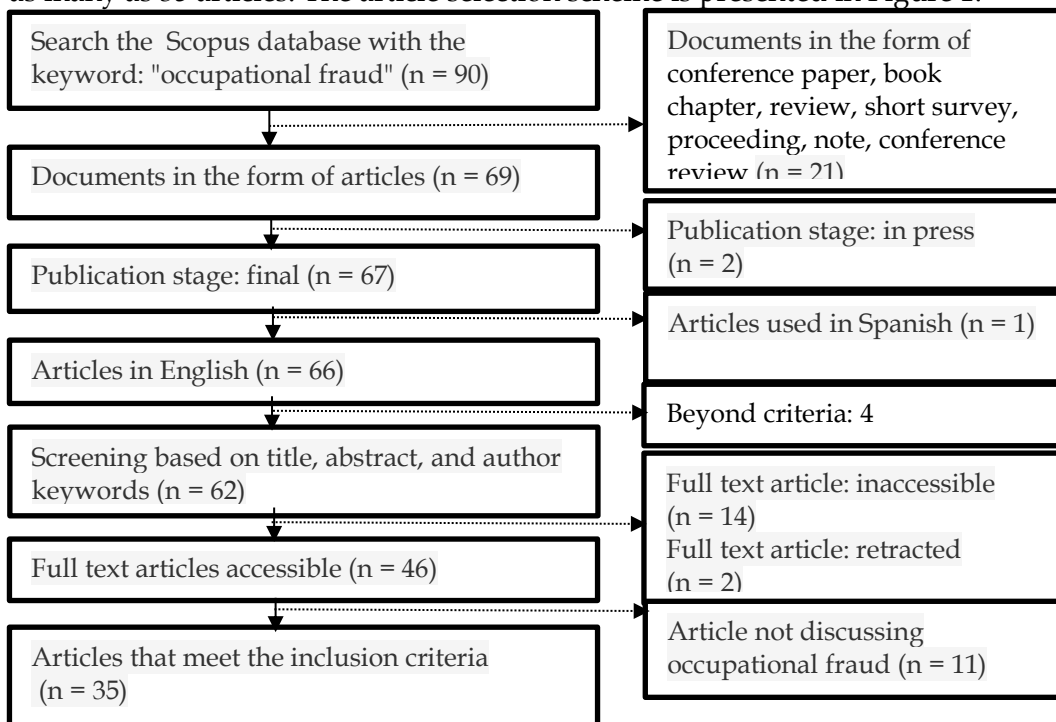 as many as 35 articles. The article selection scheme is presented in Figure 1.
Search the Scopus database with the
keyword: "occupational fraud" (n = 90)
Documents in the form of
conference paper, book
chapter, review, short survey,
proceeding, note, conference
review (n = 21)
Documents in the form of articles (n = 69)
Publication stage: in press
(n = 2)
Publication stage: final (n = 67)
Articles used in Spanish (n = 1)
Articles in English (n = 66)
Beyond criteria: 4
Screening based on title, abstract, and author
keywords (n = 62)
Full text article: inaccessible
(n = 14)
Full text article: retracted
(n = 2)
Full text articles accessible (n = 46)
Article not discussing
occupational fraud (n = 11)
Articles that meet the inclusion criteria
(n = 35)